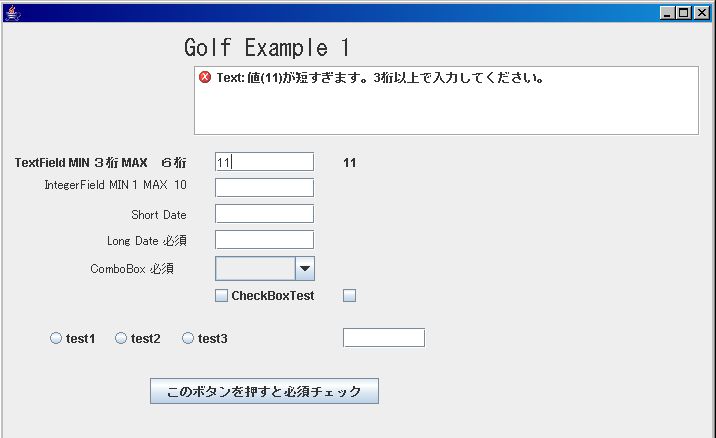 Golf Example 1
Text: 値(11)が短すぎます。3桁以上で入力してください。
TextField MIN ３桁 MAX　６桁 11 11
IntegerField MIN 1 MAX 10
Short Date
Long Date 必須
ComboBox 必須
CheckBoxTest
test1 test2 test3
このボタンを押すと必須チェック